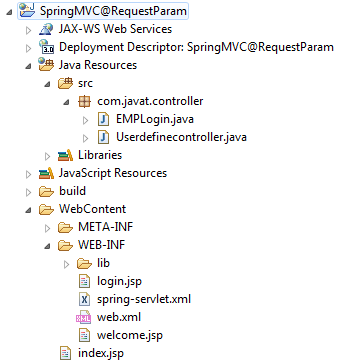 SpringMVC@RequestParam
JAX-WS Web Services
3.0 Deployment Descriptor: SpringMVC@RequestParam
Java Resources
src
com.javat.controller
J EMPLogin.java
J Userdefinecontroller.java
Libraries
JavaScript Resources
build
WebContent
META-INF
WEB-INF
lib
login.jsp
X spring-servlet.xml
web.xml
welcome.jsp
index.jsp